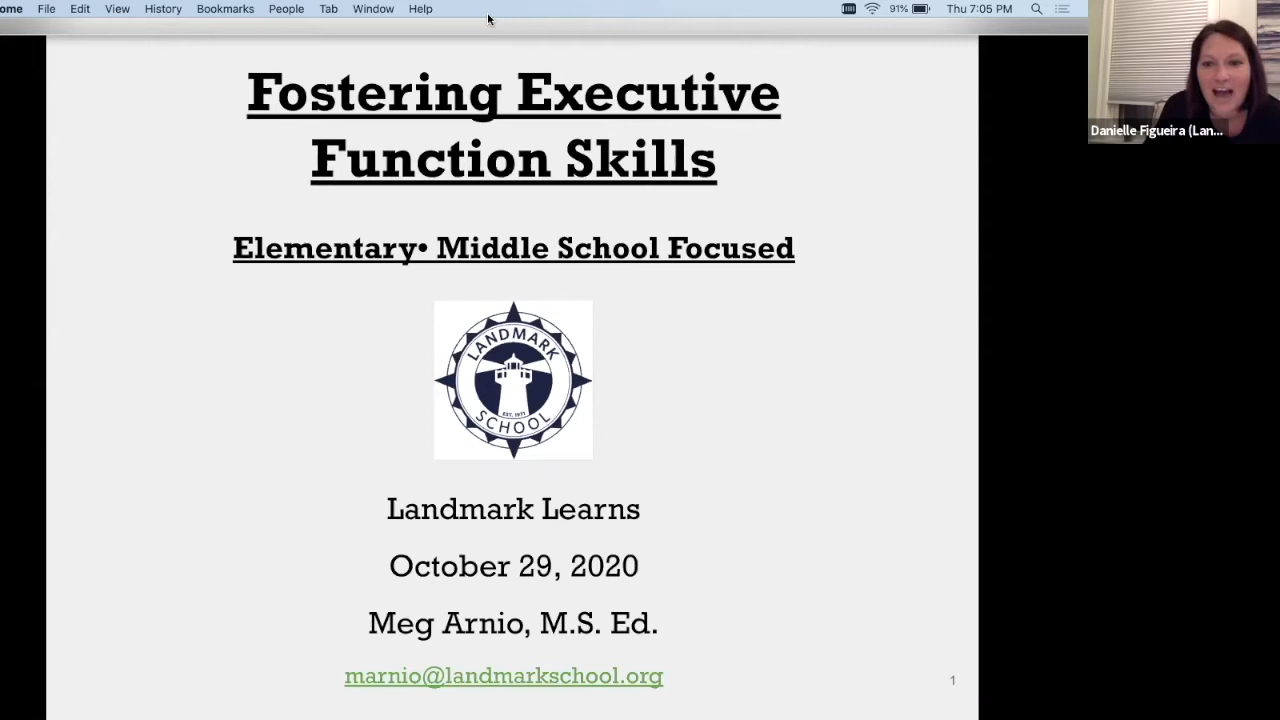 ome File Edit View History Bookmarks People Tab Window Help 91% Thu 7:05 PM
Danielle Figueira (Lan...
Fostering Executive
Function Skills
Elementary• Middle School Focused
LANDMARK
EST. 1971
SCHOOL
Landmark Learns
October 29, 2020
Meg Arnio, M.S. Ed.
marnio@landmarkschool.org
1